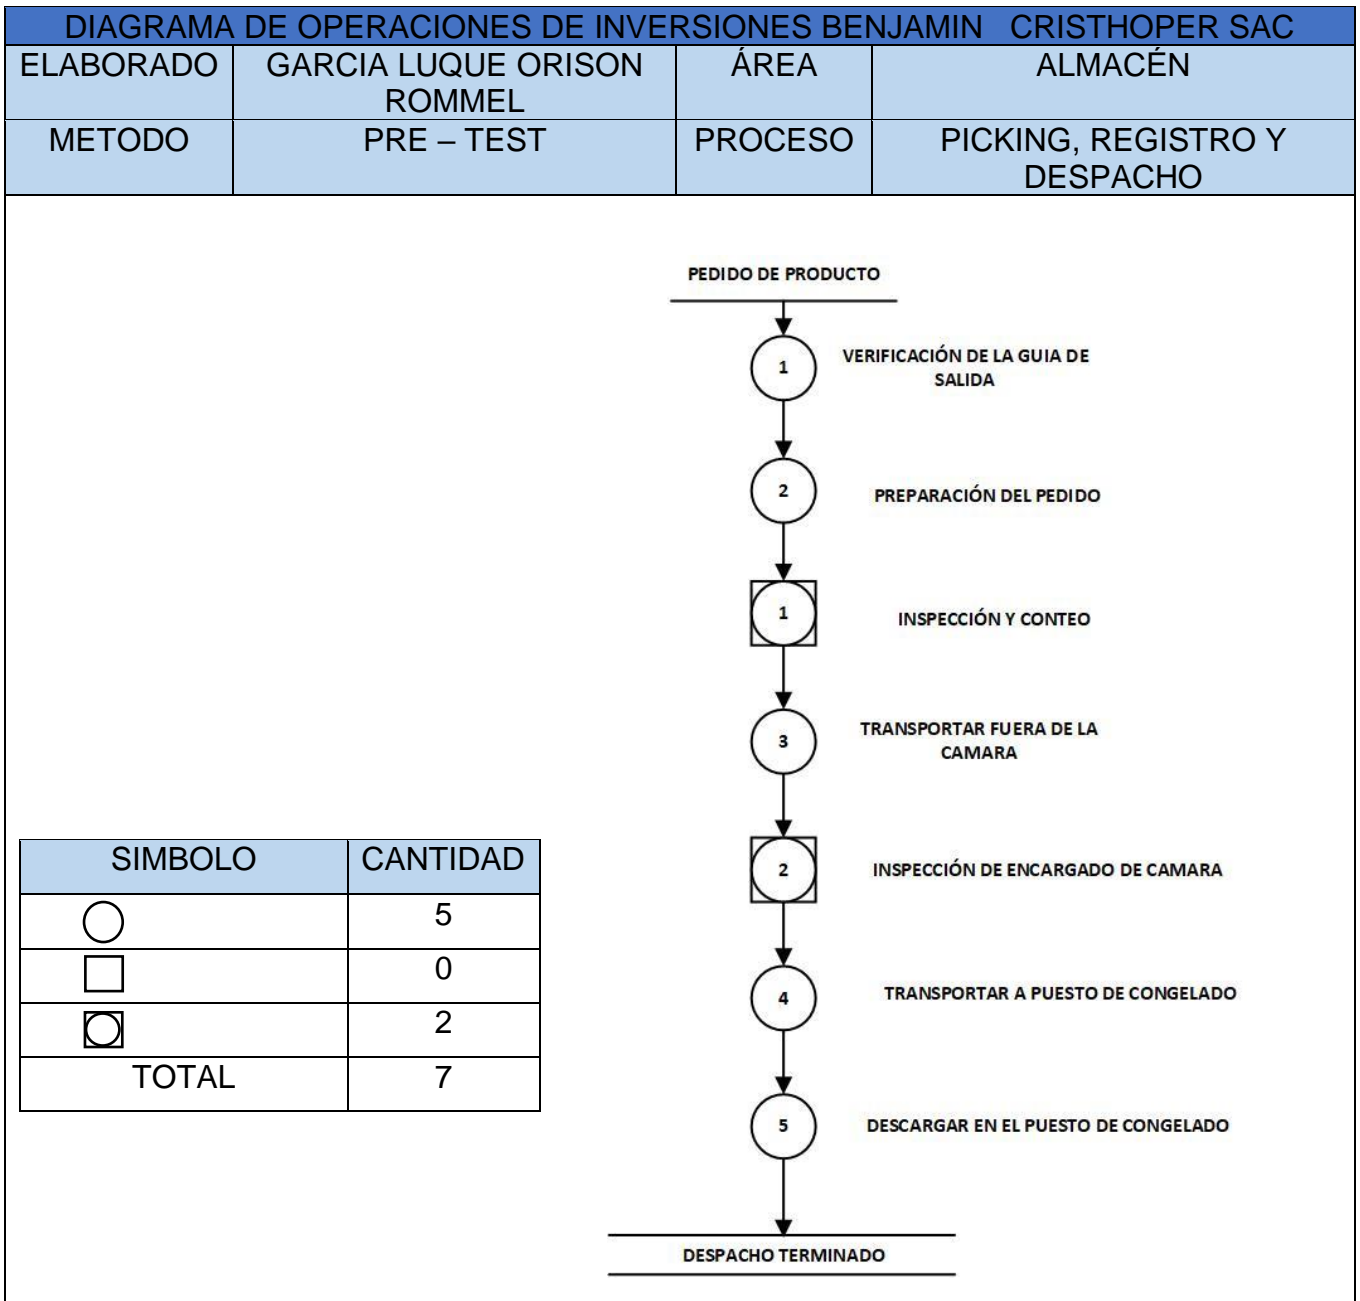 DIAGRAMA DE OPERACIONES DE INVERSIONES BENJAMIN CRISTHOPER SAC
ELABORADO
GARCIA LUQUE ORISON
ROMMEL
ÁREA
ALMACÉN
METODO
PRE – TEST
PROCESO
PICKING, REGISTRO Y
DESPACHO
PEDIDO DE PRODUCTO
1
VERIFICACIÓN DE LA GUIA DE
SALIDA
2
PREPARACIÓN DEL PEDIDO
1
INSPECCIÓN Y CONTEO
3
TRANSPORTAR FUERA DE LA
CAMARA
2
INSPECCIÓN DE ENCARGADO DE CAMARA
4
TRANSPORTAR A PUESTO DE CONGELADO
5
DESCARGAR EN EL PUESTO DE CONGELADO
DESPACHO TERMINADO
SIMBOLO
CANTIDAD
5
0
2
TOTAL
7